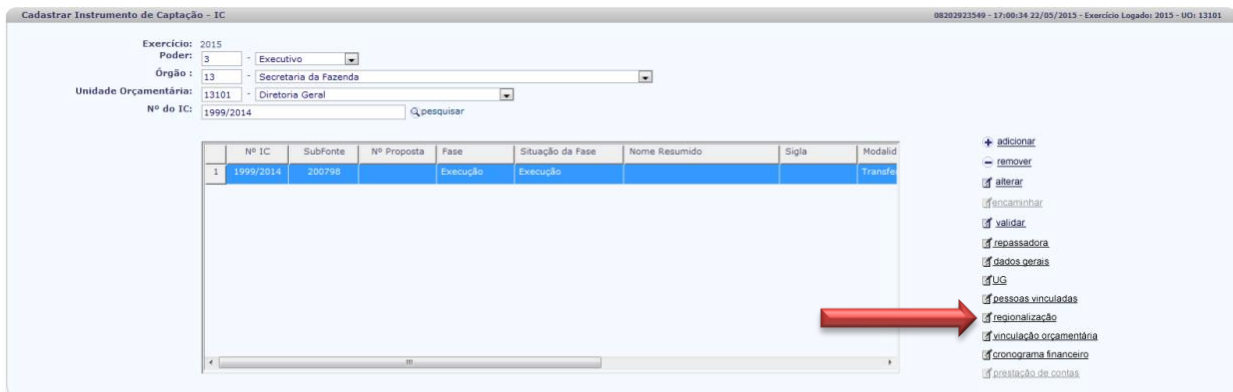 Cadastrar Instrumento de Captação - IC
08202923549 - 17:00:34 22/05/2015 - Exercício Logado: 2015 - UO: 13101
Exercício: 2015
Poder: 3 - Executivo
Órgão : 13 - Secretaria da Fazenda
Unidade Orçamentária: 13101 - Diretoria Geral
Nº do IC: 1999/2014 pesquisar
Nº IC SubFonte Nº Proposta Fase Situação da Fase Nome Resumido Sigla Modalid
1 1999/2014 200798 Execução Execução Transfe
adicionar
remover
alterar
encaminhar
validar
repassadora
dados gerais
UG
pessoas vinculadas
regionalização
vinculação orçamentária
cronograma financeiro
prestação de contas